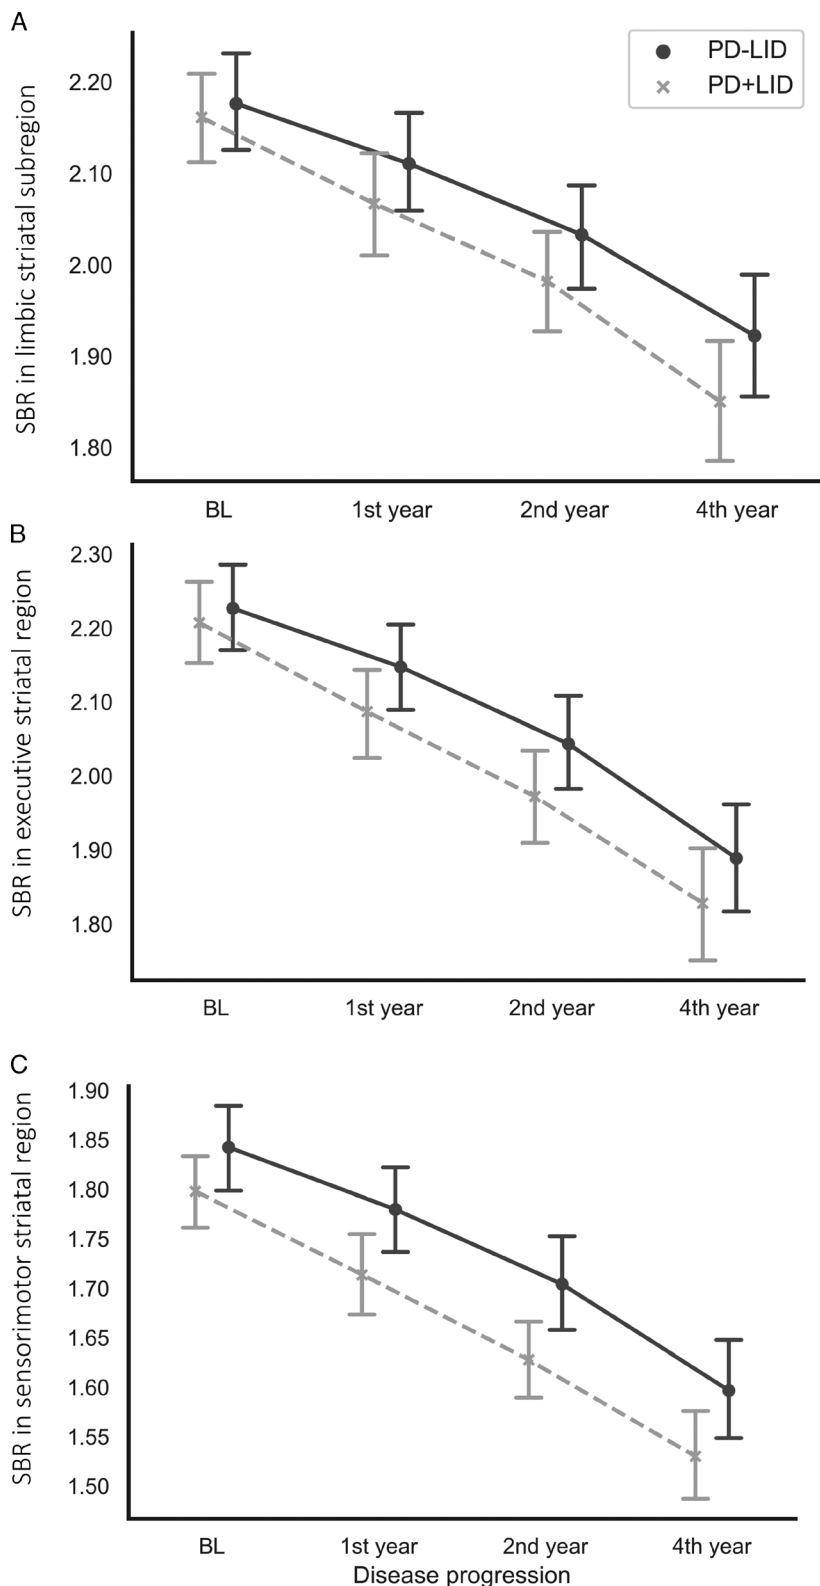 A
PD-LID
PD+LID
SBR in limbic striatal subregion
2.20
2.10
2.00
1.90
1.80
BL 1st year 2nd year 4th year
B
SBR in executive striatal region
2.30
2.20
2.10
2.00
1.90
1.80
BL 1st year 2nd year 4th year
C
SBR in sensorimotor striatal region
1.90
1.85
1.80
1.75
1.70
1.65
1.60
1.55
1.50
BL 1st year 2nd year 4th year
Disease progression